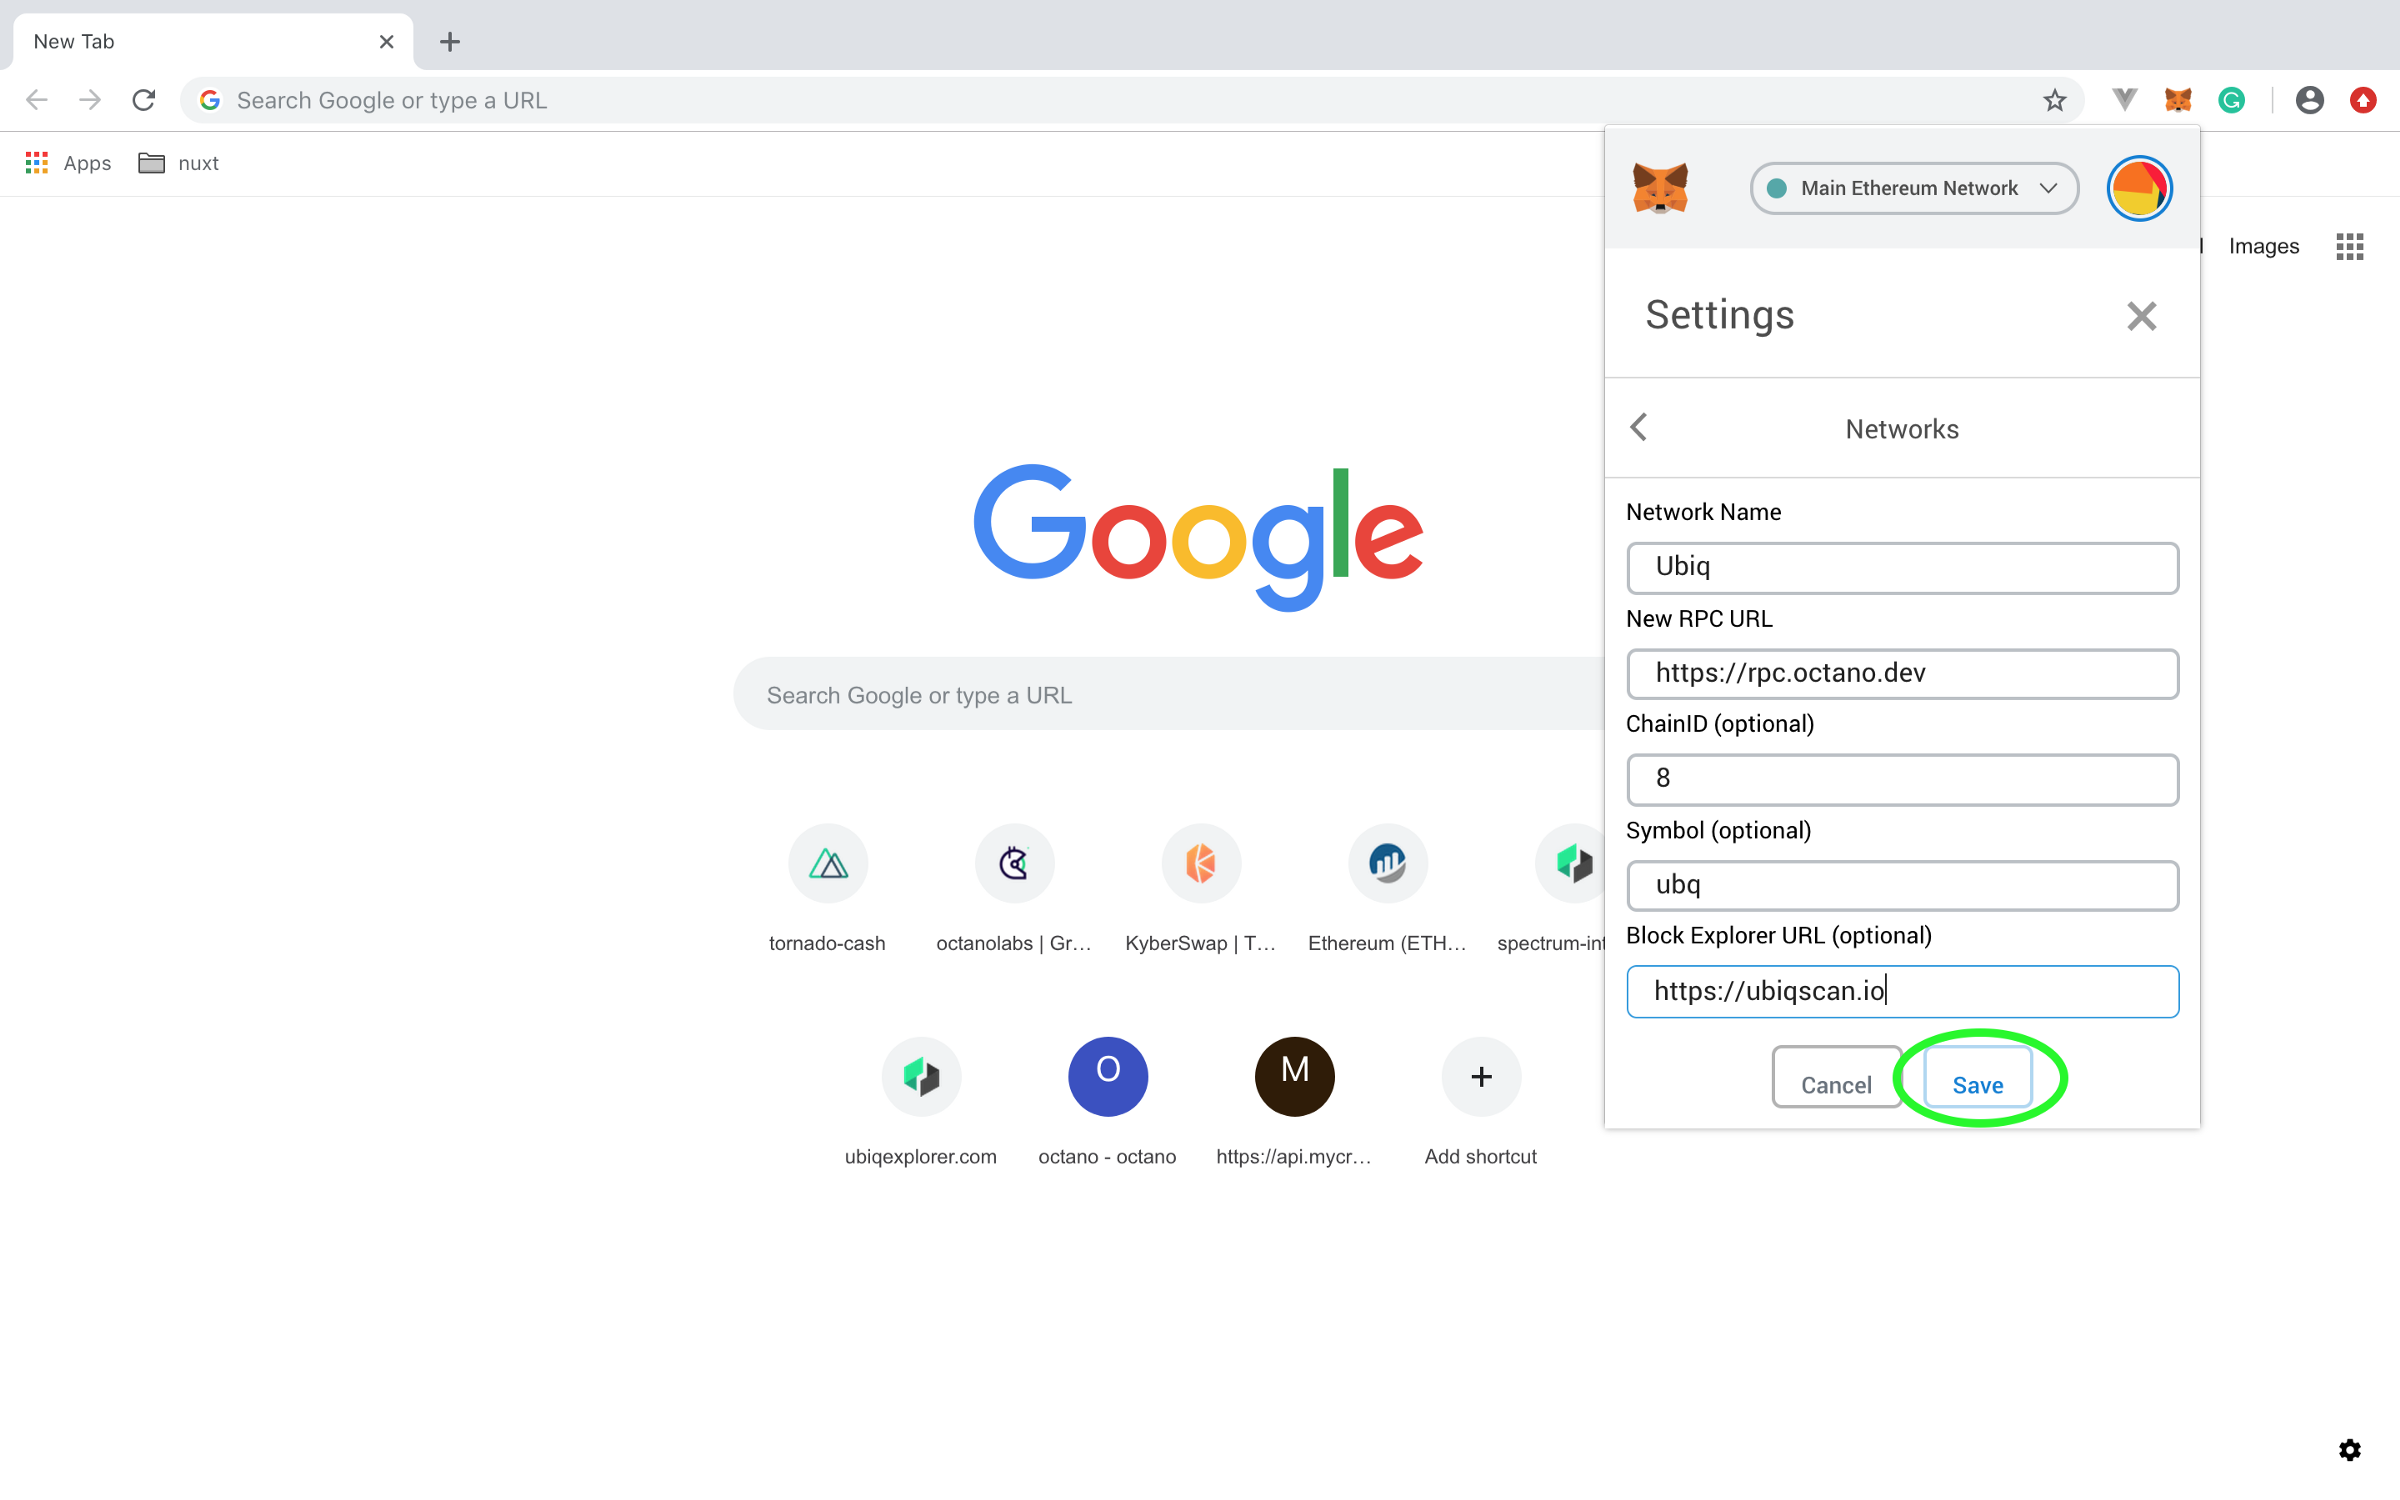 New Tab
Search Google or type a URL
Apps
nuxt
Main Ethereum Network
Images
Settings
Networks
Google
Network Name
Ubiq
New RPC URL
https://rpc.octano.dev
Search Google or type a URL
ChainID (optional)
8
Symbol (optional)
ubq
Block Explorer URL (optional)
https://ubiqscan.io
Cancel
Save
tornado-cash
octanolabs | Gr...
KyberSwap | T...
Ethereum (ETH...
spectrum-int
O
M
ubiqexplorer.com
octano - octano
https://api.mycr...
Add shortcut